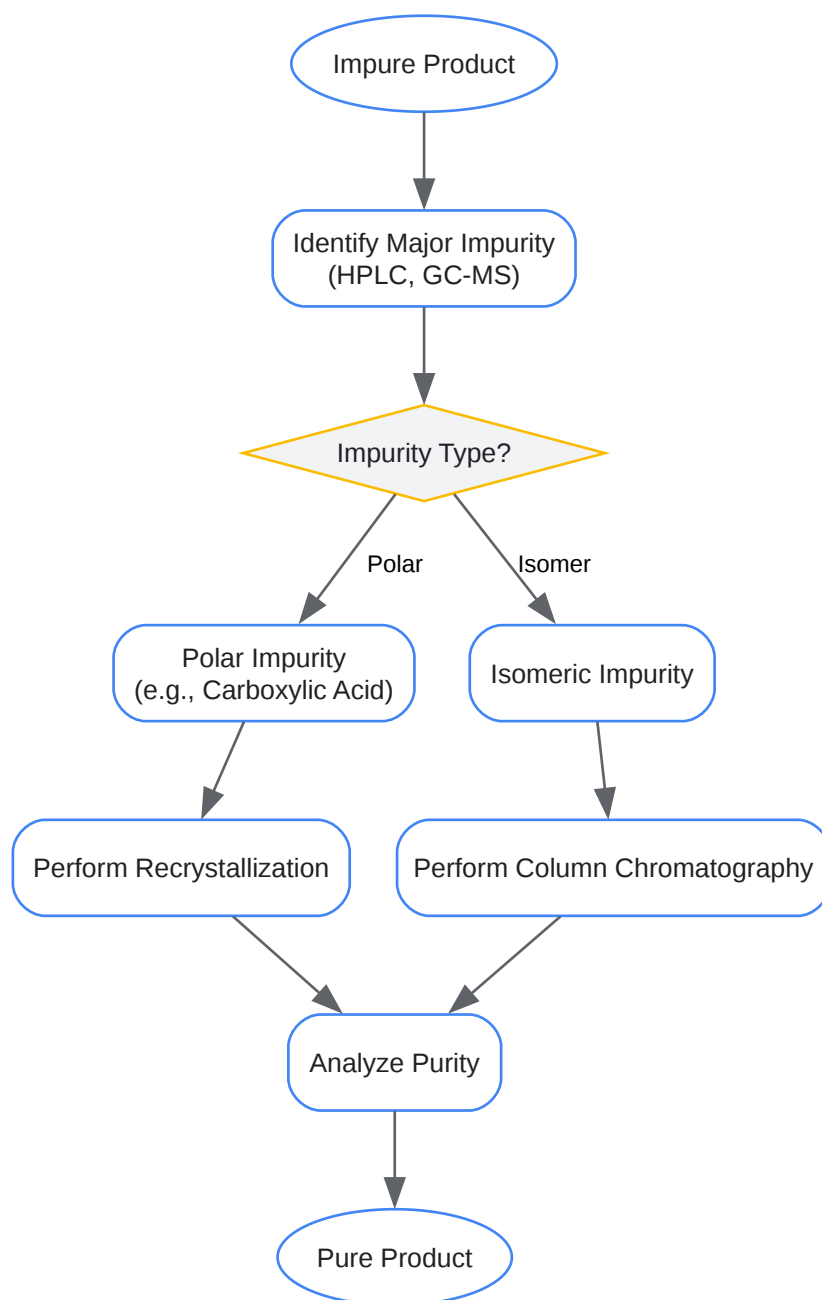 Impure Product
Identify Major Impurity
(HPLC, GC-MS)
Impurity Type?
Polar
Isomer
Polar Impurity
(e.g., Carboxylic Acid)
Isomeric Impurity
Perform Recrystallization
Perform Column Chromatography
Analyze Purity
Pure Product